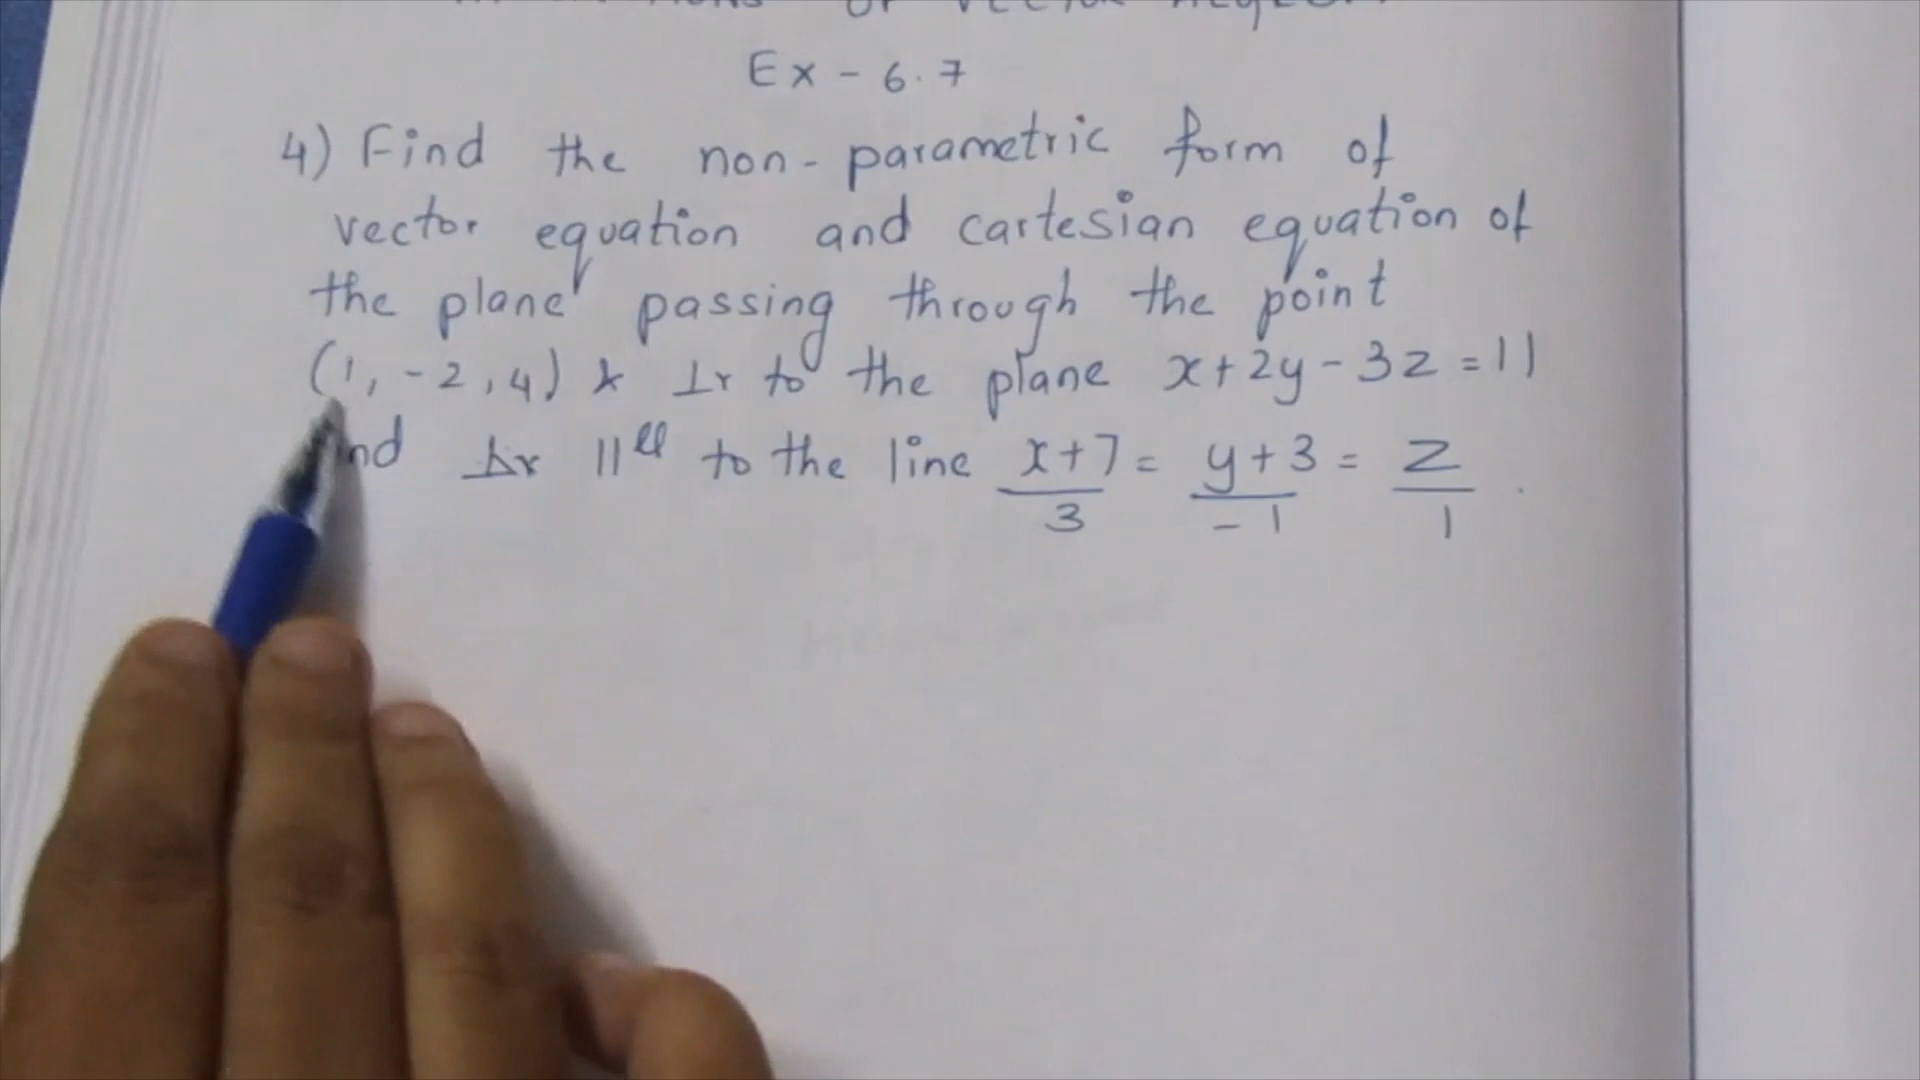 OF VECTOR
Ex - 6.7
4) Find the non-parametric form of
vector equation and cartesian equation of
the plane passing through the point
(1, -2, 4) & ⊥r to the plane x+2y-3z=11
and ⊥r ||el to the line x+7/3 = y+3/-1 = z/1.